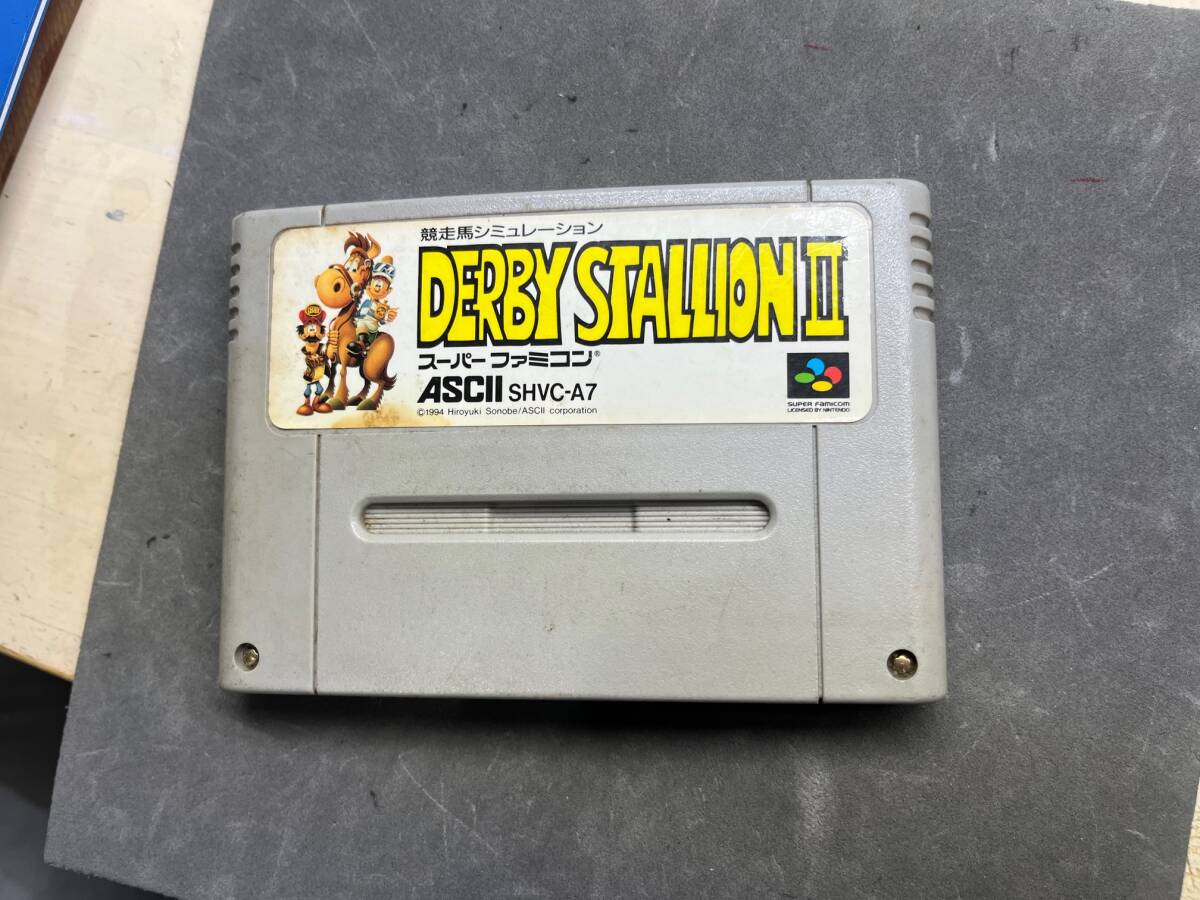 競走馬シミュレーション
DERBY STALLION II
スーパーファミコン®
ASCII SHVC-A7
©1994 Hiroyuki Sonobe/ASCII corporation
SUPER FAMICOM
LICENSED BY NINTENDO